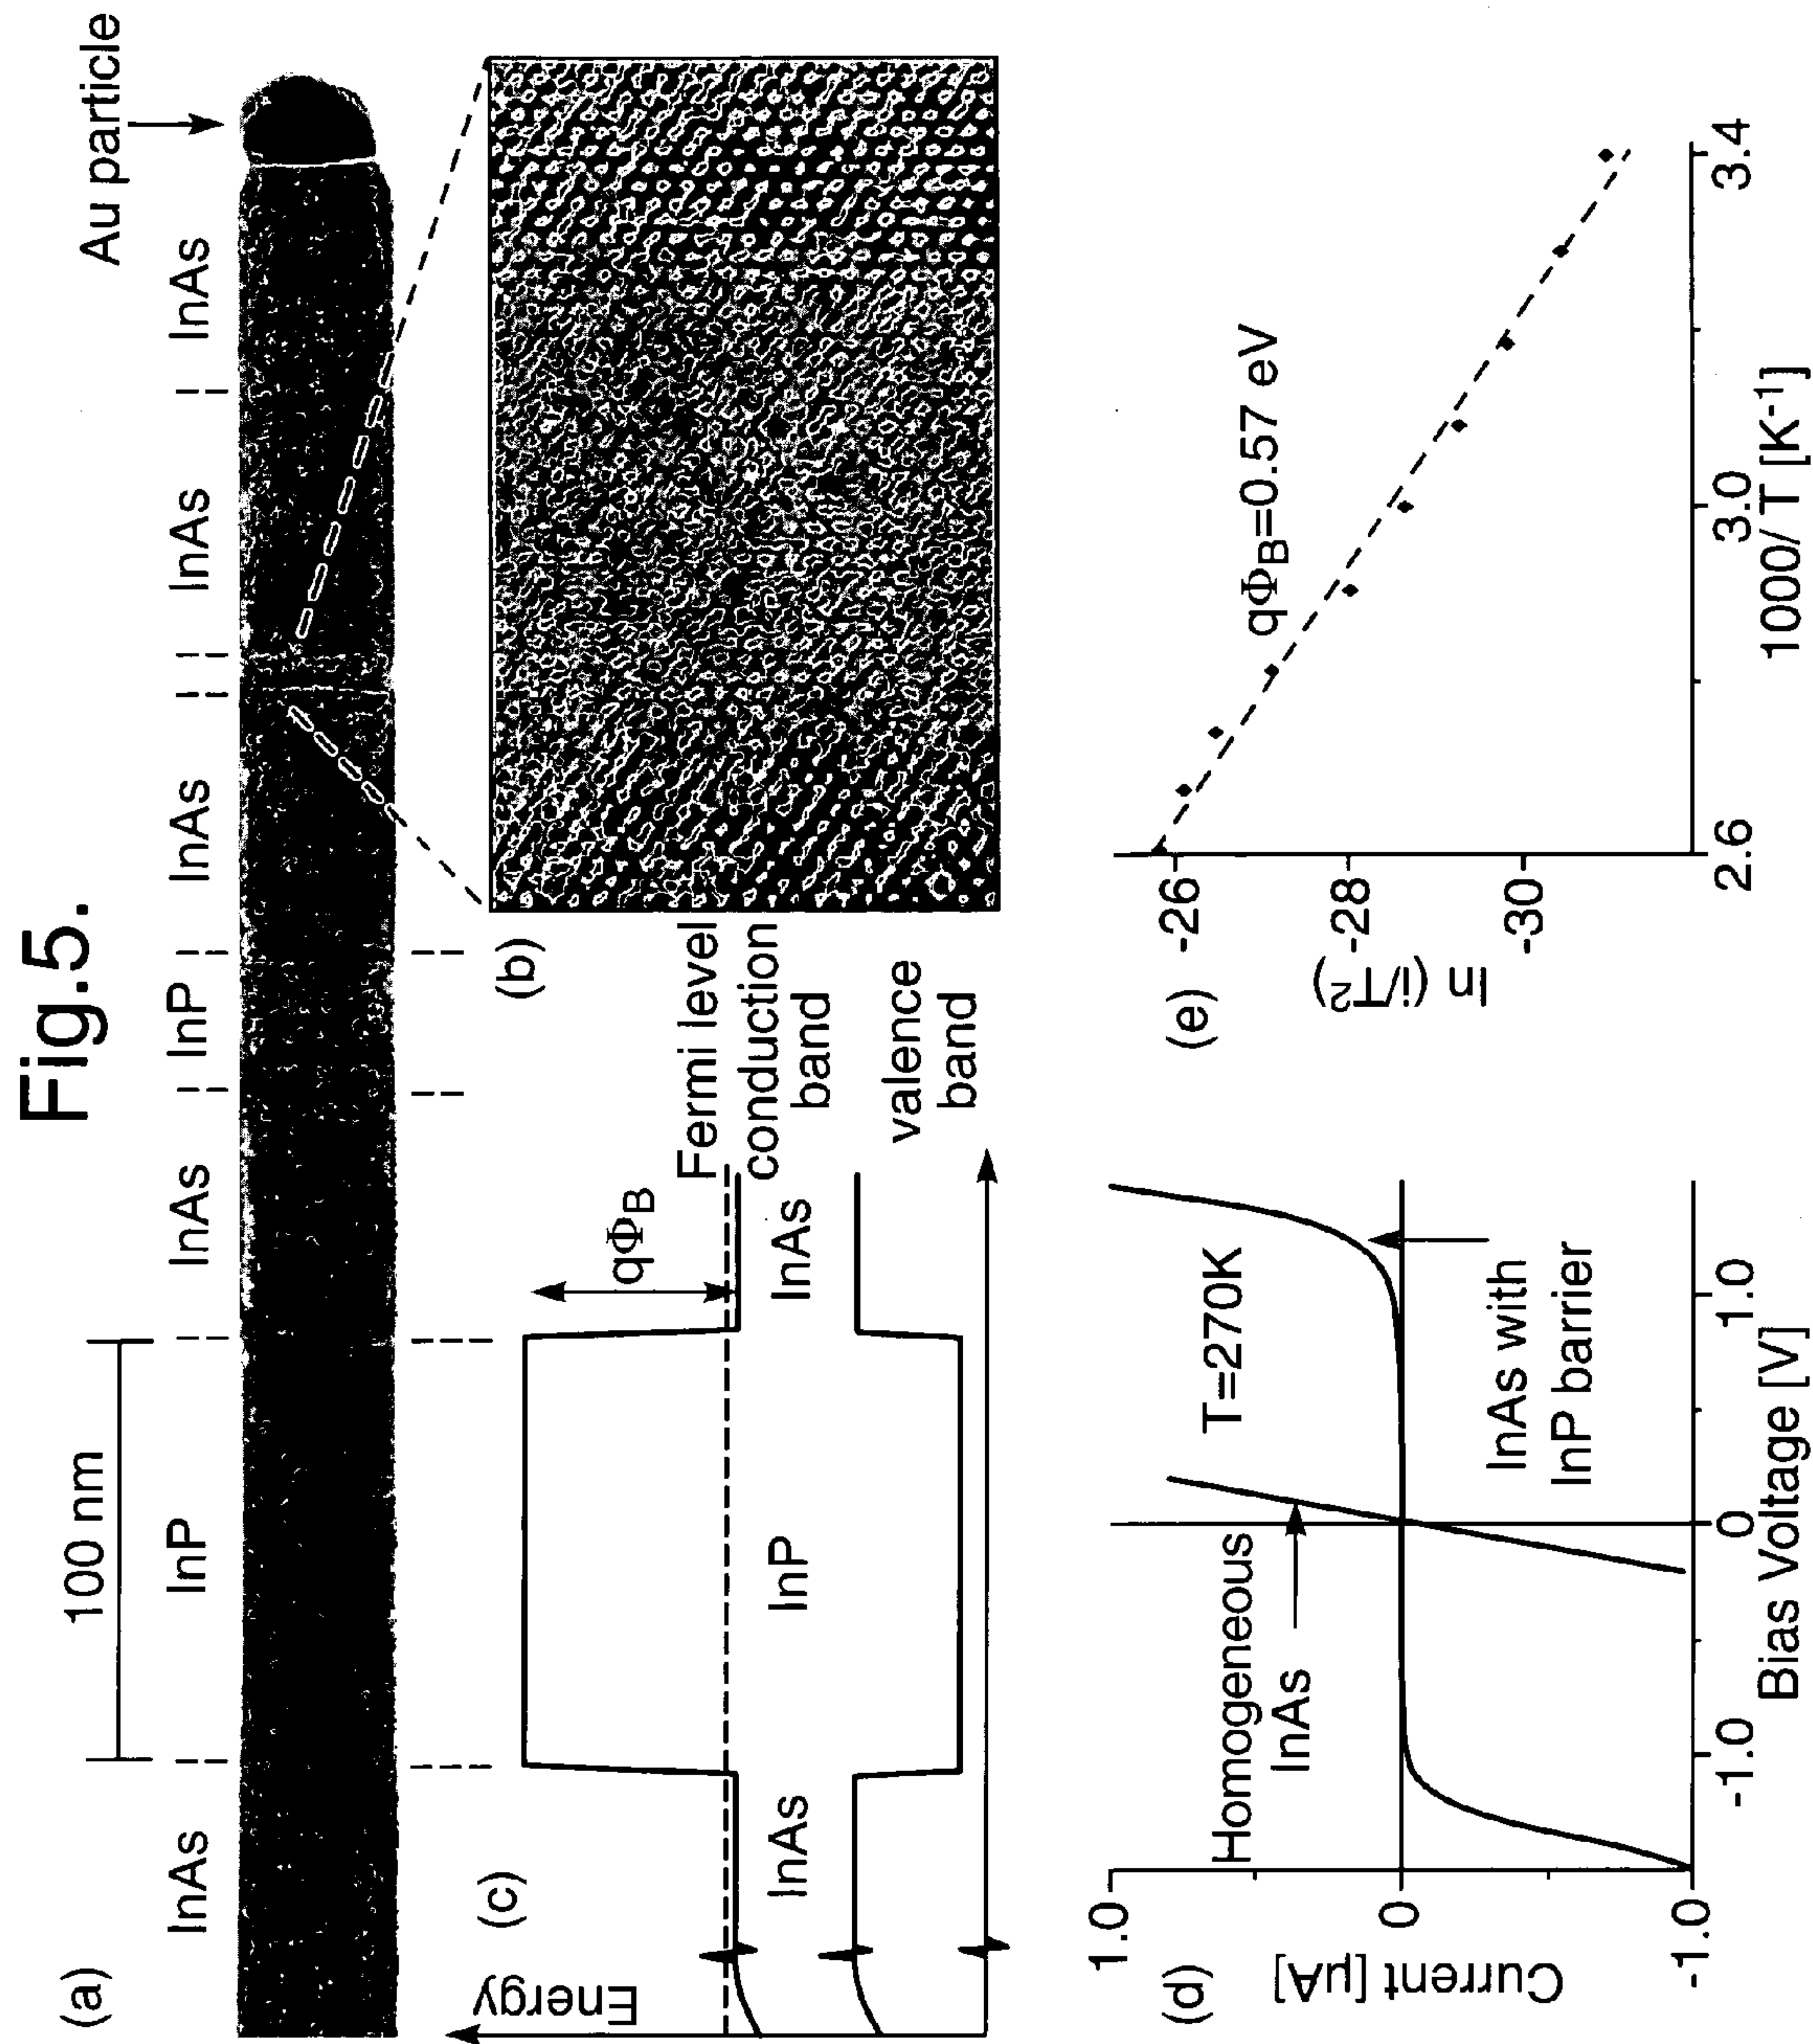 Fig.5.
(a)
100 nm
Au particle
InAs
InP
InAs
InP
InAs
InAs
InAs
(b)
(c)
Energy
qΦB
Fermi level
conduction
band
valence
band
InAs
InP
InAs
(d)
Current [µA]
1.0
0
-1.0
Homogeneous
InAs
T=270K
InAs with
InP barrier
-1.0
0
1.0
Bias Voltage [V]
(e)
ln (i/T²)
-26
-28
-30
qΦB=0.57 eV
2.6
3.0
3.4
1000/T [K⁻¹]